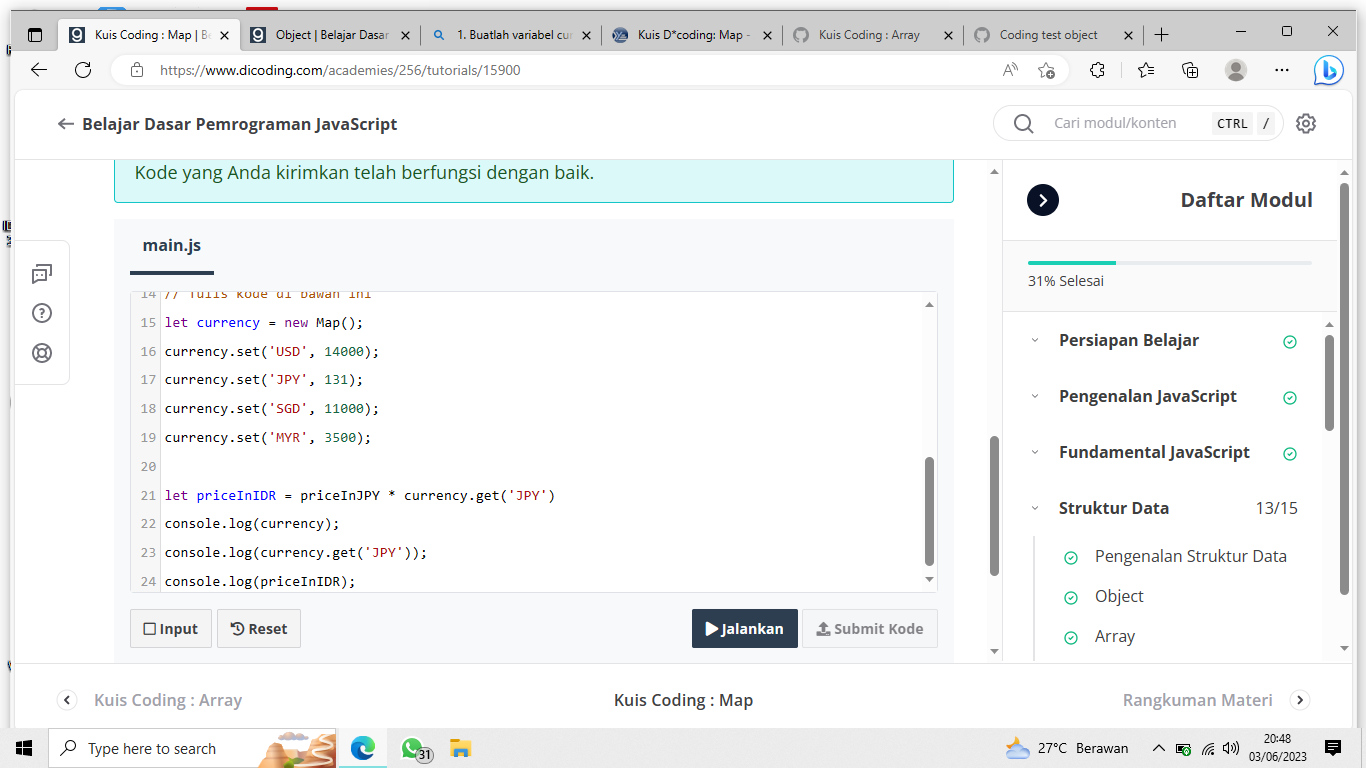 Kuis Coding : Map | Be
Object | Belajar Dasar
1. Buatlah variabel cur
Kuis D*coding: Map -
Kuis Coding : Array
Coding test object
https://www.dicoding.com/academies/256/tutorials/15900
Belajar Dasar Pemrograman JavaScript
Cari modul/konten CTRL /
Kode yang Anda kirimkan telah berfungsi dengan baik.
main.js
14 // Tulis kode di bawah ini
15 let currency = new Map();
16 currency.set('USD', 14000);
17 currency.set('JPY', 131);
18 currency.set('SGD', 11000);
19 currency.set('MYR', 3500);
20
21 let priceInIDR = priceInJPY * currency.get('JPY')
22 console.log(currency);
23 console.log(currency.get('JPY'));
24 console.log(priceInIDR);
Input
Reset
Jalankan
Submit Kode
Daftar Modul
31% Selesai
Persiapan Belajar
Pengenalan JavaScript
Fundamental JavaScript
Struktur Data 13/15
Pengenalan Struktur Data
Object
Array
Kuis Coding : Array
Kuis Coding : Map
Rangkuman Materi
Type here to search
31
27°C Berawan
20:48
03/06/2023